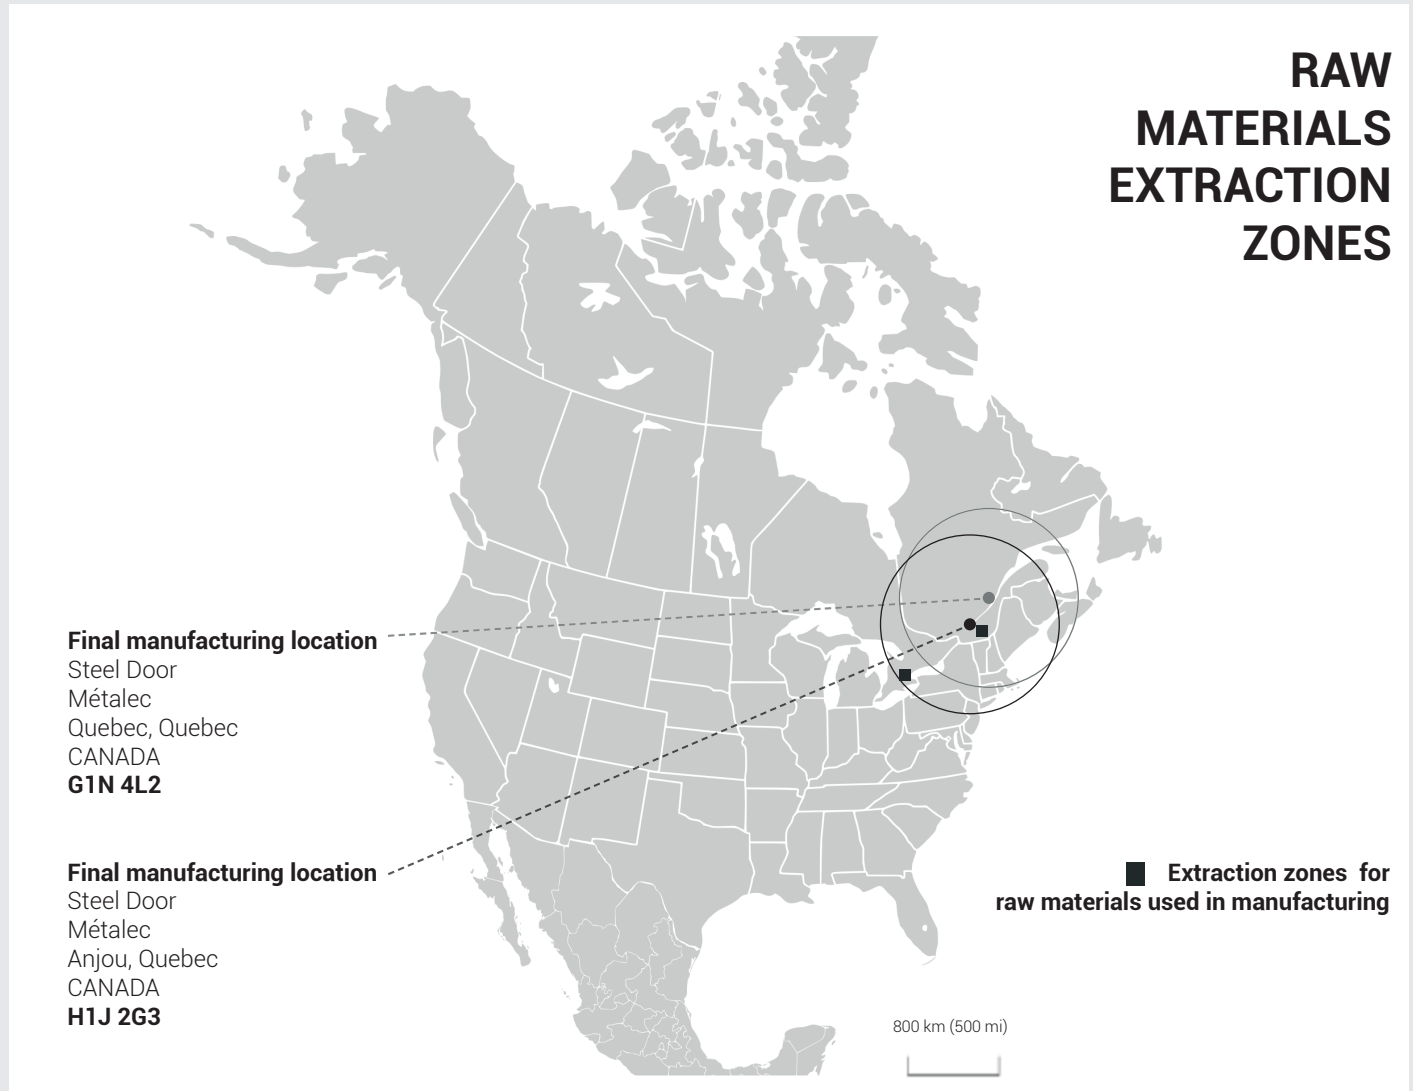 RAW
MATERIALS
EXTRACTION
ZONES
Final manufacturing location
Steel Door
Métalec
Quebec, Quebec
CANADA
G1N 4L2
Final manufacturing location
Steel Door
Métalec
Anjou, Quebec
CANADA
H1J 2G3
Extraction zones for
raw materials used in manufacturing
800 km (500 mi)